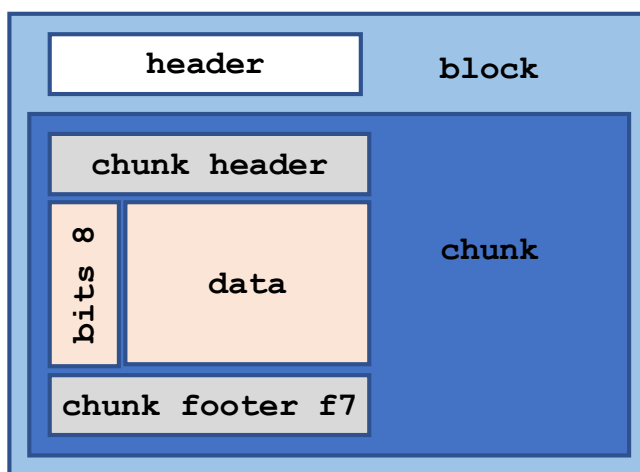 header
block
chunk header
chunk
bits 8
data
chunk footer f7